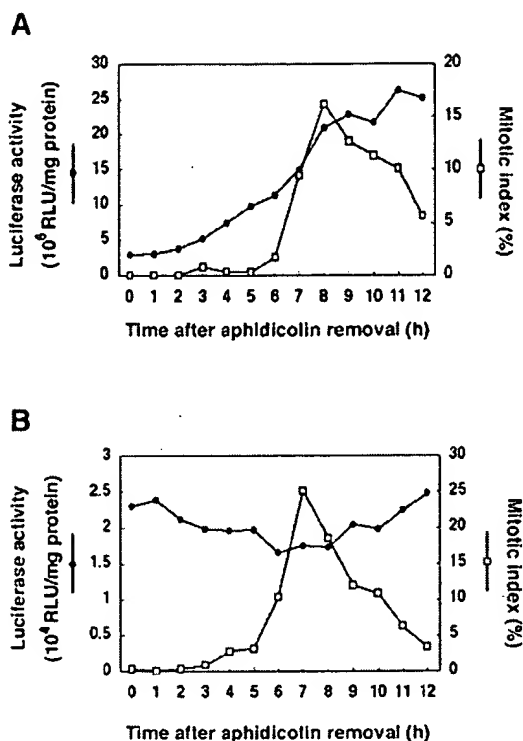 A
Luciferase activity
(10⁶ RLU/mg protein)
30
25
20
15
10
5
0
20
15
10
5
0
Mitotic index (%)
0 1 2 3 4 5 6 7 8 9 10 11 12
Time after aphidicolin removal (h)
B
Luciferase activity
(10⁴ RLU/mg protein)
3
2.5
2
1.5
1
0.5
0
30
25
20
15
10
5
0
Mitotic index (%)
0 1 2 3 4 5 6 7 8 9 10 11 12
Time after aphidicolin removal (h)